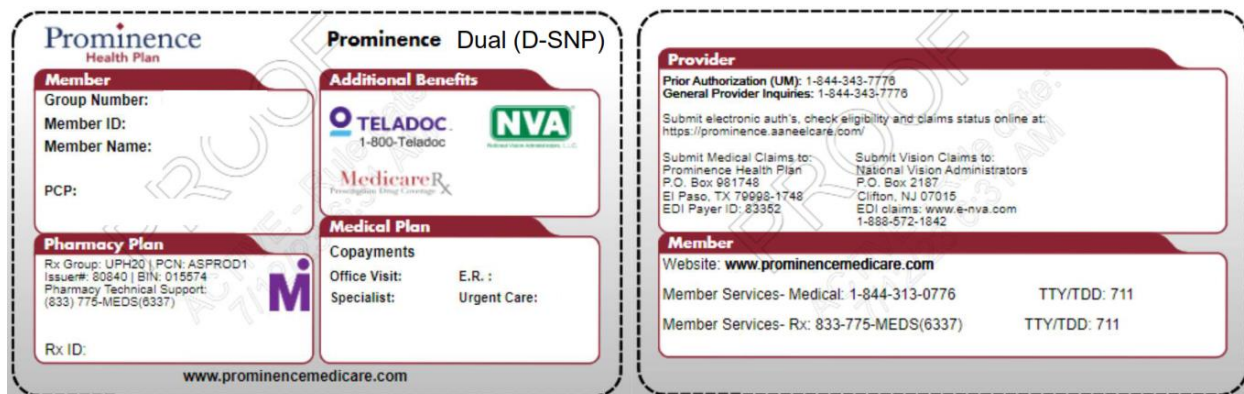 Prominence
Health Plan
Prominence Dual (D-SNP)
Member
Group Number:
Member ID:
Member Name:
PCP:
Additional Benefits
TELADOC
1-800-Teladoc
NVA
National Vision Administrators, L.L.C.
MedicareRx
Prescription Drug Coverage
Pharmacy Plan
Rx Group: UPH20 | PCN: ASPROD1
Issuer#: 80840 | BIN: 015574
Pharmacy Technical Support:
(833) 775-MEDS(6337)
Rx ID:
Medical Plan
Copayments
Office Visit: E.R. :
Specialist: Urgent Care:
www.prominencemedicare.com
PROOF
Provider
Prior Authorization (UM): 1-844-343-7776
General Provider Inquiries: 1-844-343-7776
Submit electronic auth's, check eligibility and claims status online at:
https://prominence.aaneelcare.com/
Submit Medical Claims to:
Prominence Health Plan
P.O. Box 981748
El Paso, TX 79998-1748
EDI Payer ID: 83352
Submit Vision Claims to:
National Vision Administrators
P.O. Box 2187
Clifton, NJ 07015
EDI claims: www.e-nva.com
1-888-572-1842
Member
Website: www.prominencemedicare.com
Member Services- Medical: 1-844-313-0776 TTY/TDD: 711
Member Services- Rx: 833-775-MEDS(6337) TTY/TDD: 711
PROOF